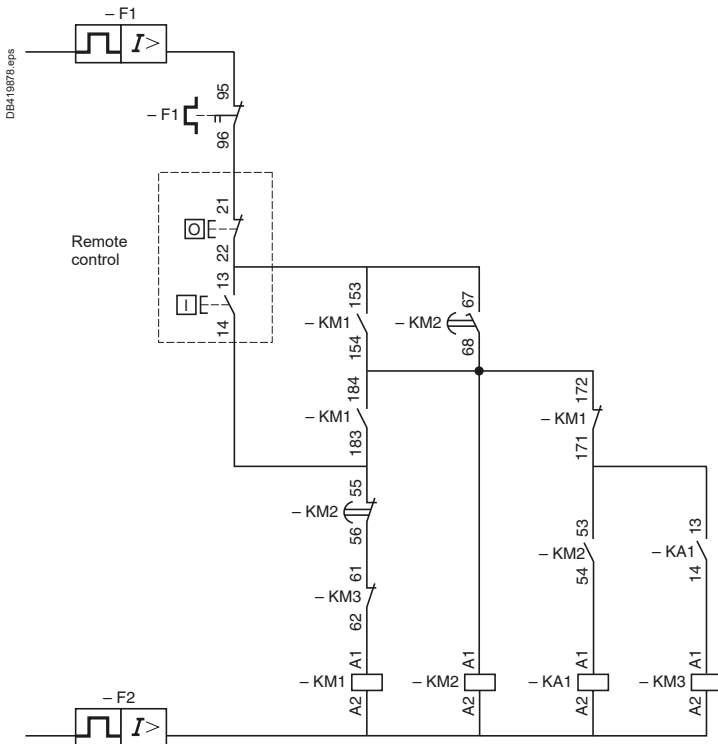 – F1
I>
DB419878.eps
95
– F1
96
21
O
22
Remote
control
13
I
14
153
– KM1
154
67
– KM2
68
184
– KM1
183
172
– KM1
171
55
– KM2
56
53
– KM2
54
13
– KA1
14
61
– KM3
62
A1
– KM1
A2
A1
– KM2
A2
A1
– KA1
A2
A1
– KM3
A2
– F2
I>